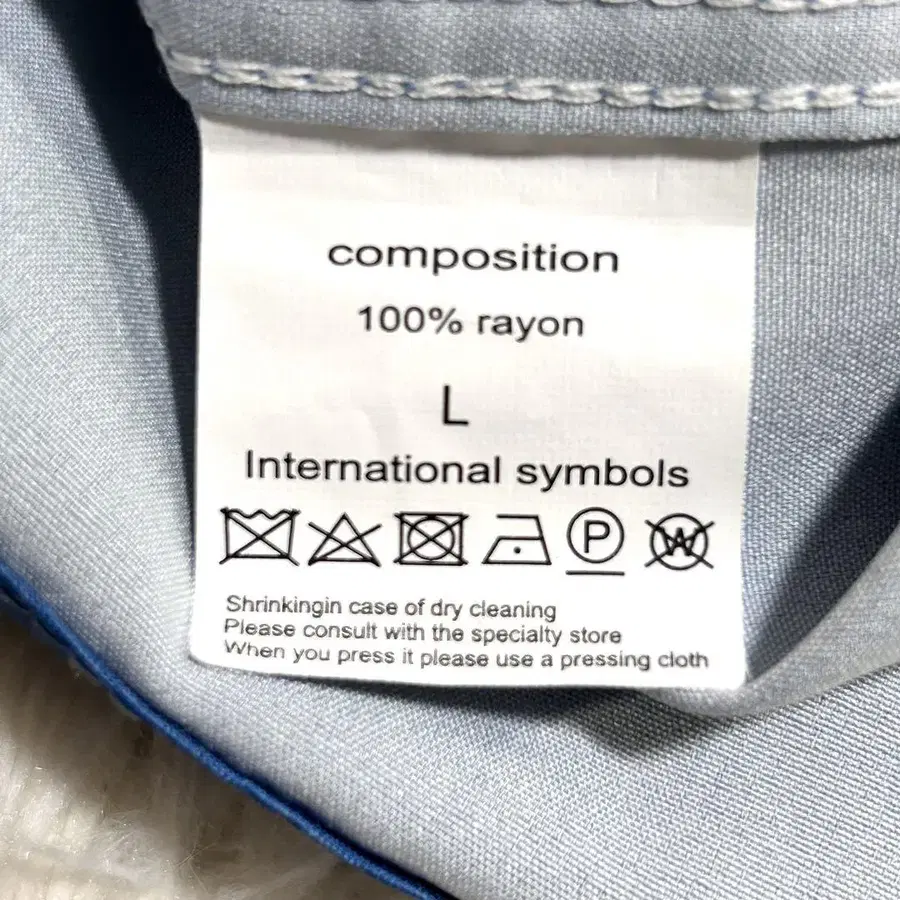 composition
100% rayon
L
International symbols
P W
Shrinkingin case of dry cleaning
Please consult with the specialty store
When you press it please use a pressing cloth